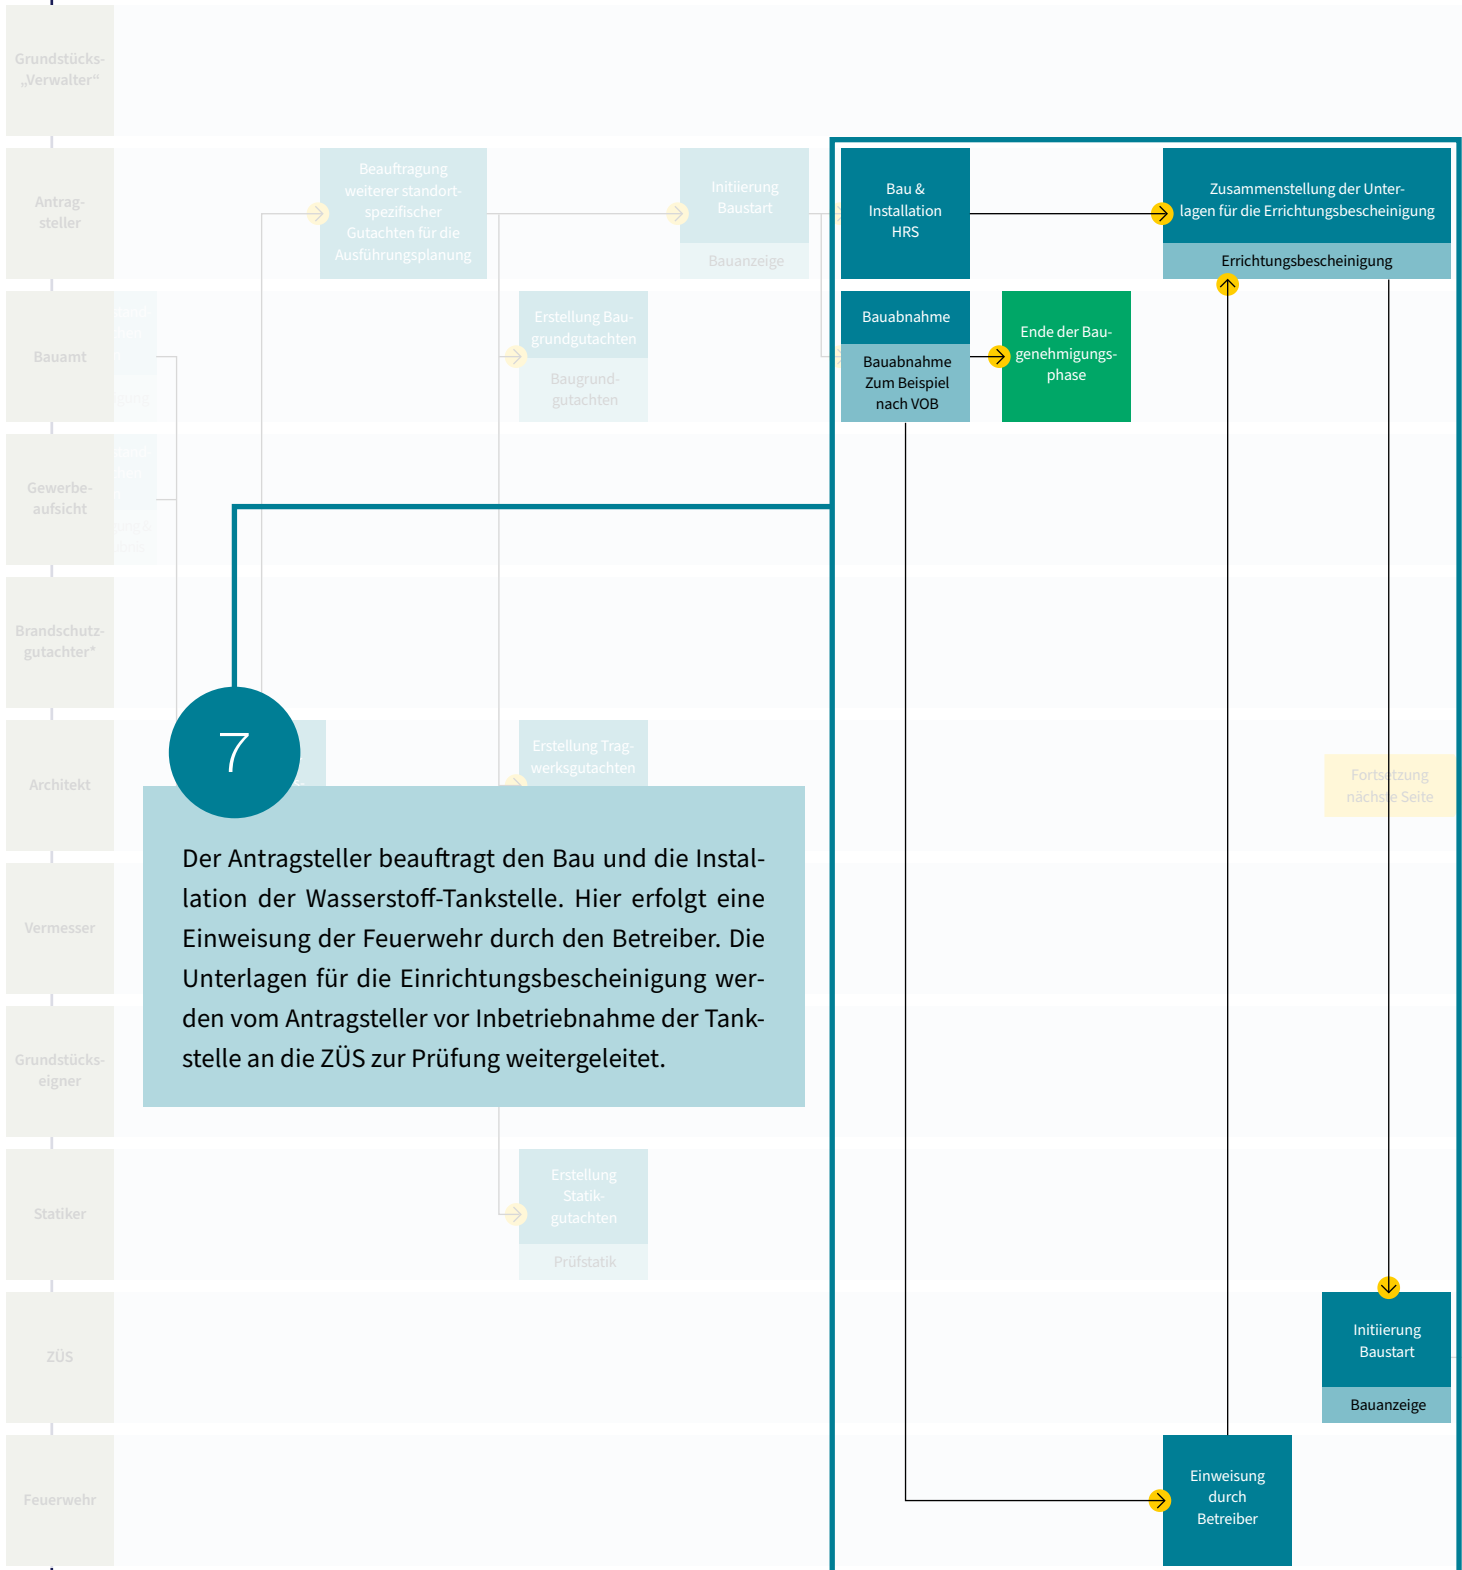 Grundstücks-
„Verwalter“
Antrag-
steller
Beauftragung
weiterer standort-
spezifischer
Gutachten für die
Ausführungsplanung
Initiierung
Baustart
Bauanzeige
Bau &
Installation
HRS
Zusammenstellung der Unter-
lagen für die Errichtungsbescheinigung
Errichtungsbescheinigung
Bauamt
Erstellung Bau-
grundgutachten
Baugrund-
gutachten
Bauabnahme
Bauabnahme
Zum Beispiel
nach VOB
Ende der Bau-
genehmigungs-
phase
Gewerbe-
aufsicht
Brandschutz-
gutachter*
Architekt
Erstellung Trag-
werksgutachten
Fortsetzung
nächste Seite
7
Der Antragsteller beauftragt den Bau und die Instal-
lation der Wasserstoff-Tankstelle. Hier erfolgt eine
Einweisung der Feuerwehr durch den Betreiber. Die
Unterlagen für die Einrichtungsbescheinigung wer-
den vom Antragsteller vor Inbetriebnahme der Tank-
stelle an die ZÜS zur Prüfung weitergeleitet.
Vermesser
Grundstücks-
eigner
Statiker
Erstellung
Statik-
gutachten
Prüfstatik
ZÜS
Initiierung
Baustart
Bauanzeige
Feuerwehr
Einweisung
durch
Betreiber